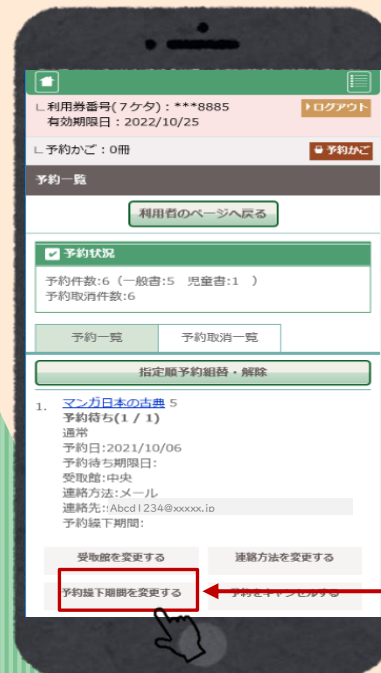 ∟利用券番号(7ケタ):***8885
有効期限日:2022/10/25
▶ログアウト
∟予約かご:0冊
予約かご
予約一覧
利用者のページへ戻る
予約状況
予約件数:6(一般書:5 児童書:1 )
予約取消件数:6
予約一覧 予約取消一覧
指定順予約組替・解除
1. マンガ日本の古典 5
予約待ち(1 / 1)
通常
予約日:2021/10/06
予約待ち期限日:
受取館:中央
連絡方法:メール
連絡先::Abcd1234@xxxxx.jp
予約繰下期間:
受取館を変更する 連絡方法を変更する
予約繰下期間を変更する 予約をキャンセルする